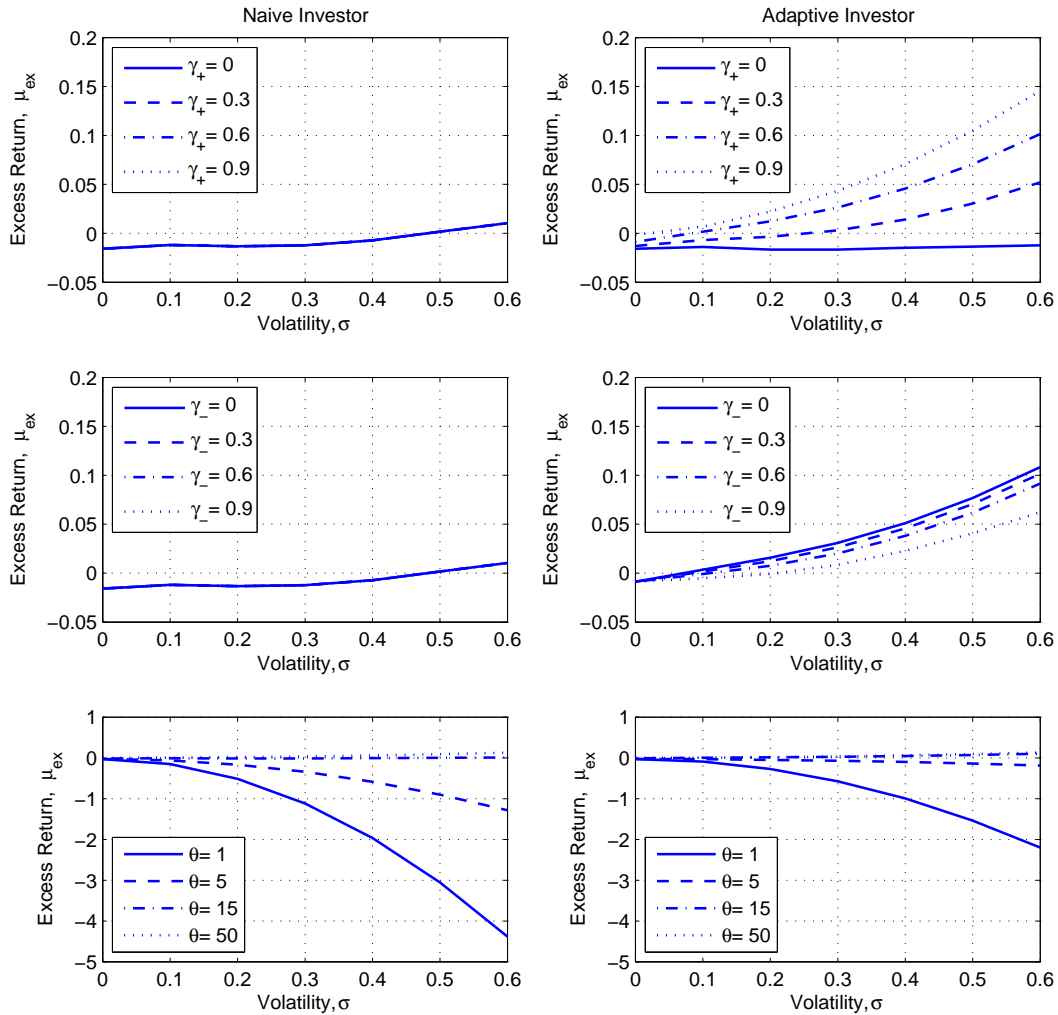 Naive Investor
Adaptive Investor
0.2
0.15
0.1
0.05
0
−0.05
Excess Return, μex
γ+= 0
γ+= 0.3
γ+= 0.6
γ+= 0.9
0 0.1 0.2 0.3 0.4 0.5 0.6
Volatility, σ
0.2
0.15
0.1
0.05
0
−0.05
Excess Return, μex
γ+= 0
γ+= 0.3
γ+= 0.6
γ+= 0.9
0 0.1 0.2 0.3 0.4 0.5 0.6
Volatility, σ
0.2
0.15
0.1
0.05
0
−0.05
Excess Return, μex
γ−= 0
γ−= 0.3
γ−= 0.6
γ−= 0.9
0 0.1 0.2 0.3 0.4 0.5 0.6
Volatility, σ
0.2
0.15
0.1
0.05
0
−0.05
Excess Return, μex
γ−= 0
γ−= 0.3
γ−= 0.6
γ−= 0.9
0 0.1 0.2 0.3 0.4 0.5 0.6
Volatility, σ
1
0
−1
−2
−3
−4
−5
Excess Return, μex
θ= 1
θ= 5
θ= 15
θ= 50
0 0.1 0.2 0.3 0.4 0.5 0.6
Volatility, σ
1
0
−1
−2
−3
−4
−5
Excess Return, μex
θ= 1
θ= 5
θ= 15
θ= 50
0 0.1 0.2 0.3 0.4 0.5 0.6
Volatility, σ